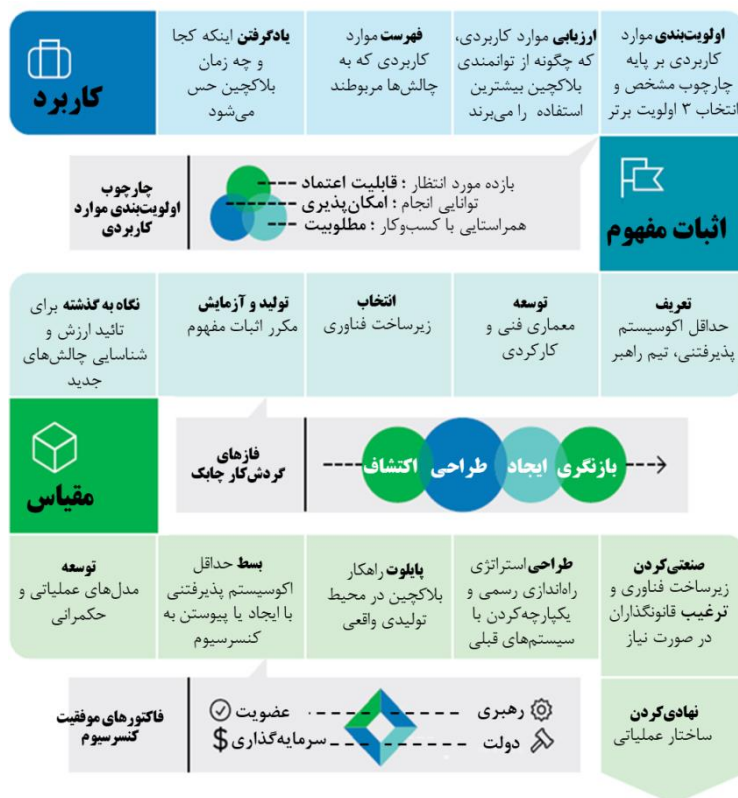 کاربرد
یادگرفتن اینکه کجا
و چه زمان
بلاکچین حس
می‌شود
فهرست موارد
کاربردی که به
چالش‌ها مربوطند
ارزیابی موارد کاربردی،
که چگونه از توانمندی
بلاکچین بیشترین
استفاده را می‌برند
اولویت‌بندی موارد
کاربردی بر پایه
چارچوب مشخص و
انتخاب ۳ اولویت برتر
چارچوب
اولویت‌بندی موارد
کاربردی
بازده مورد انتظار : قابلیت اعتماد
توانایی انجام : امکان‌پذیری
همراستایی با کسب‌وکار : مطلوبیت
اثبات مفهوم
تعریف
حداقل اکوسیستم
پذیرفتنی، تیم راهبر
توسعه
معماری فنی و
کارکردی
انتخاب
زیرساخت فناوری
تولید و آزمایش
مکرر اثبات مفهوم
نگاه به گذشته برای
تائید ارزش و
شناسایی چالش‌های
جدید
مقیاس
فازهای
گردش‌کار چابک
اکتشاف
طراحی
ایجاد
بازنگری
توسعه
مدل‌های عملیاتی و
حکمرانی
بسط حداقل
اکوسیستم پذیرفتنی
با ایجاد یا پیوستن به
کنسرسیوم
پایلوت راهکار
بلاکچین در محیط
تولیدی واقعی
طراحی استراتژی
راه‌اندازی رسمی و
یکپارچه‌کردن با
سیستم‌های قبلی
صنعتی‌کردن
زیرساخت فناوری و
ترغیب قانونگذاران
در صورت نیاز
نهادی‌کردن
ساختار عملیاتی
فاکتورهای موفقیت
کنسرسیوم
رهبری
عضویت
دولت
سرمایه‌گذاری $